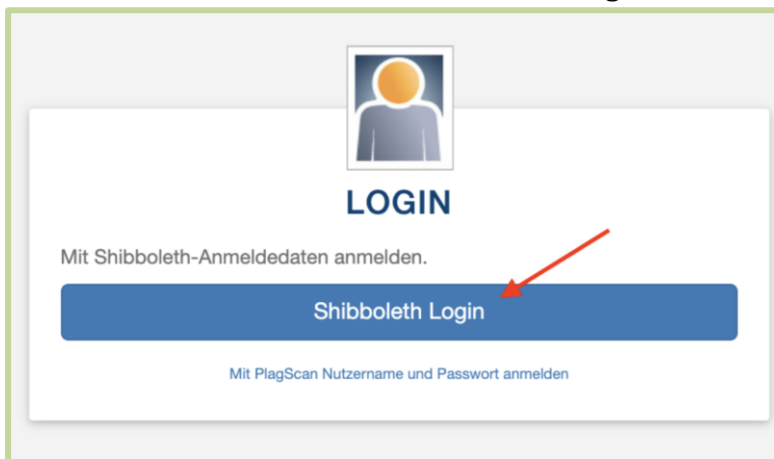 LOGIN
Mit Shibboleth-Anmeldedaten anmelden.
Shibboleth Login
Mit PlagScan Nutzername und Passwort anmelden